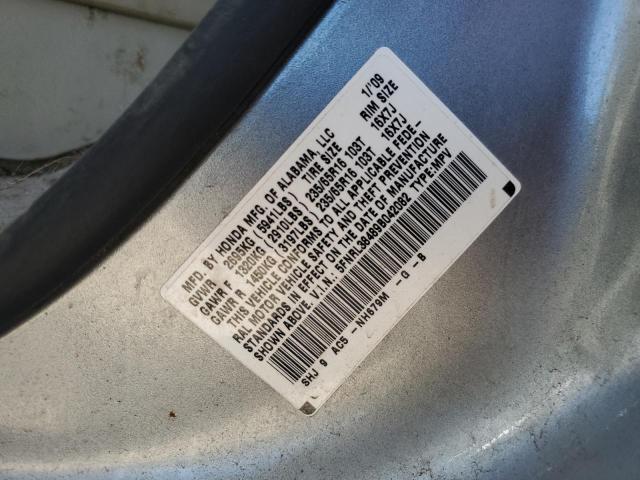 MFD. BY HONDA MFG. OF ALABAMA, LLC 1/'09
GVWR 2695KG (5941LBS) TIRE SIZE RIM SIZE
GAWR F 1320KG (2910LBS) 235/65R16 103T 16X7J
GAWR R 1450KG (3197LBS) 235/65R16 103T 16X7J
THIS VEHICLE CONFORMS TO ALL APPLICABLE FEDE-
RAL MOTOR VEHICLE SAFETY AND THEFT PREVENTION
STANDARDS IN EFFECT ON THE DATE OF MANUFACTURE
SHOWN ABOVE. V.I.N. 5FNRL38689B042082 TYPE:MPV
SHJ 9 AC5 -NH679M -G -B